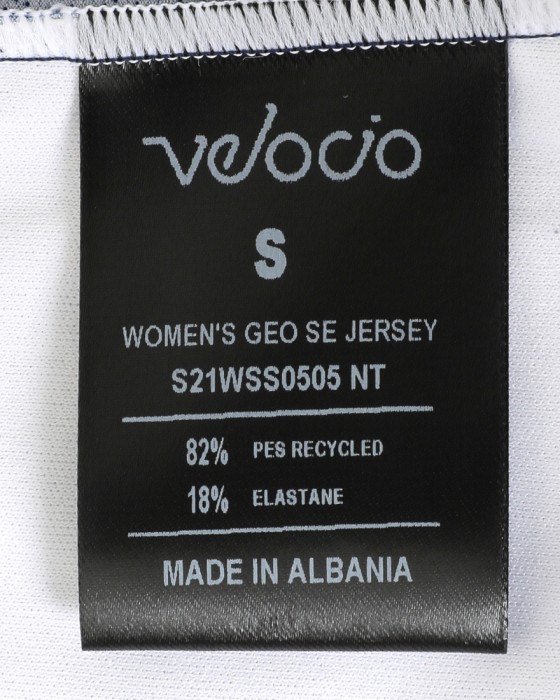 velocio
S
WOMEN'S GEO SE JERSEY
S21WSS0505 NT
82% PES RECYCLED
18% ELASTANE
MADE IN ALBANIA